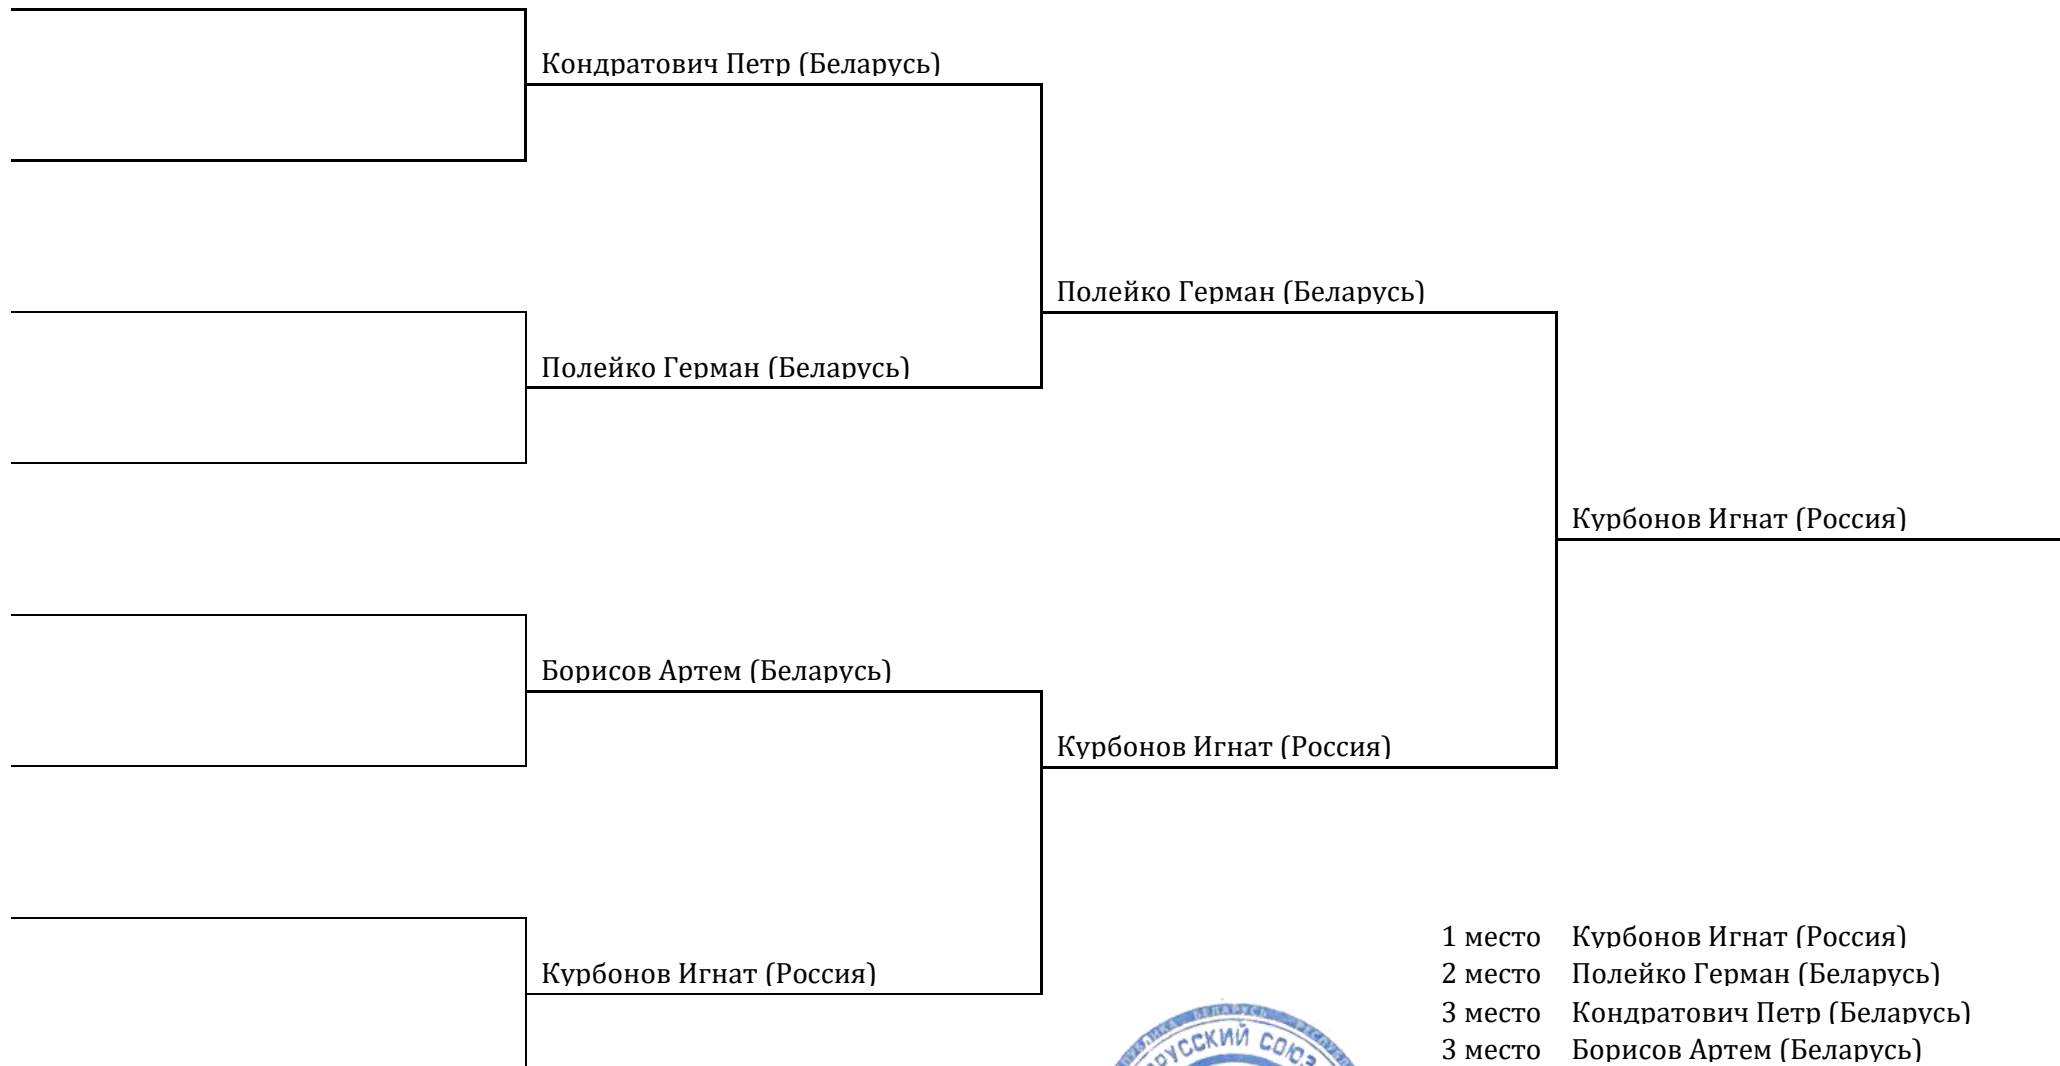 Кондратович Петр (Беларусь)
Полейко Герман (Беларусь)
Полейко Герман (Беларусь)
Курбонов Игнат (Россия)
Борисов Артем (Беларусь)
Курбонов Игнат (Россия)
Курбонов Игнат (Россия)
1 место Курбонов Игнат (Россия)
2 место Полейко Герман (Беларусь)
3 место Кондратович Петр (Беларусь)
3 место Борисов Артем (Беларусь)
БЕЛАРУСЬ
СОЮЗ